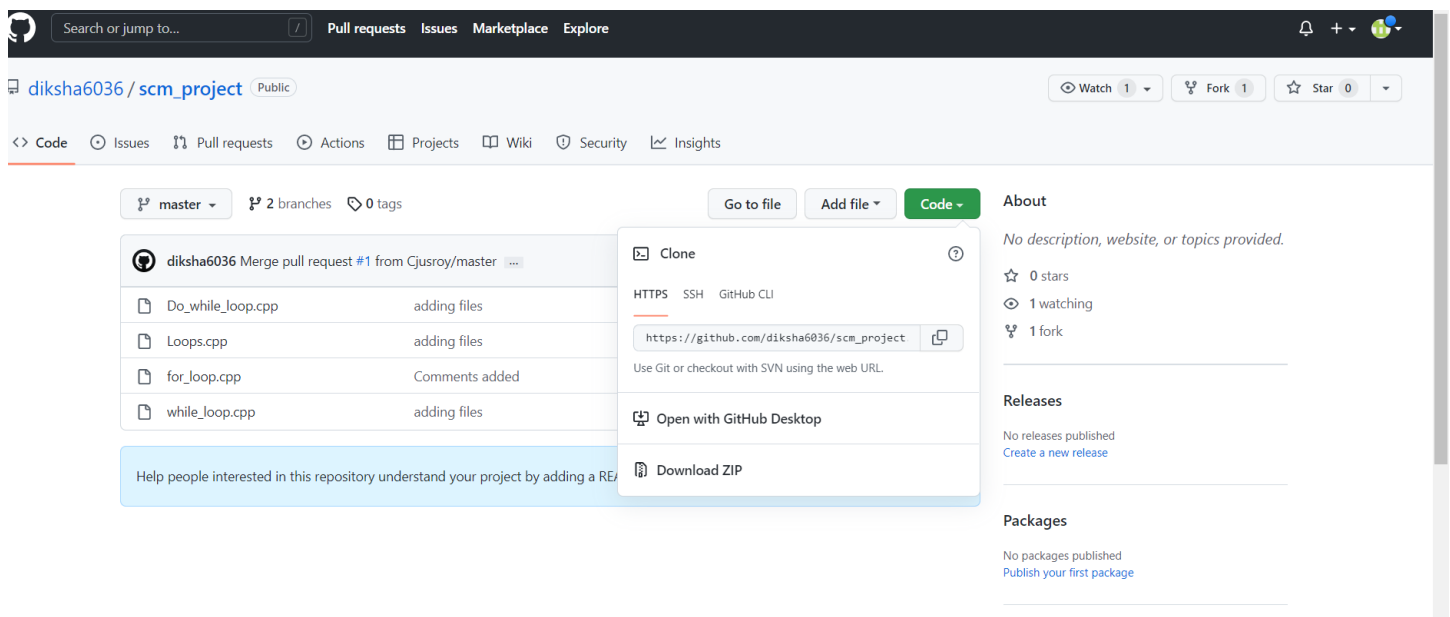 Search or jump to... /
Pull requests Issues Marketplace Explore
diksha6036 / scm_project Public
Watch 1 Fork 1 Star 0
<> Code Issues Pull requests Actions Projects Wiki Security Insights
master 2 branches 0 tags
Go to file Add file Code
diksha6036 Merge pull request #1 from Cjusroy/master ...
Do_while_loop.cpp adding files
Loops.cpp adding files
for_loop.cpp Comments added
while_loop.cpp adding files
Help people interested in this repository understand your project by adding a
Clone
HTTPS SSH GitHub CLI
https://github.com/diksha6036/scm_project
Use Git or checkout with SVN using the web URL.
Open with GitHub Desktop
Download ZIP
About
No description, website, or topics provided.
0 stars
1 watching
1 fork
Releases
No releases published
Create a new release
Packages
No packages published
Publish your first package